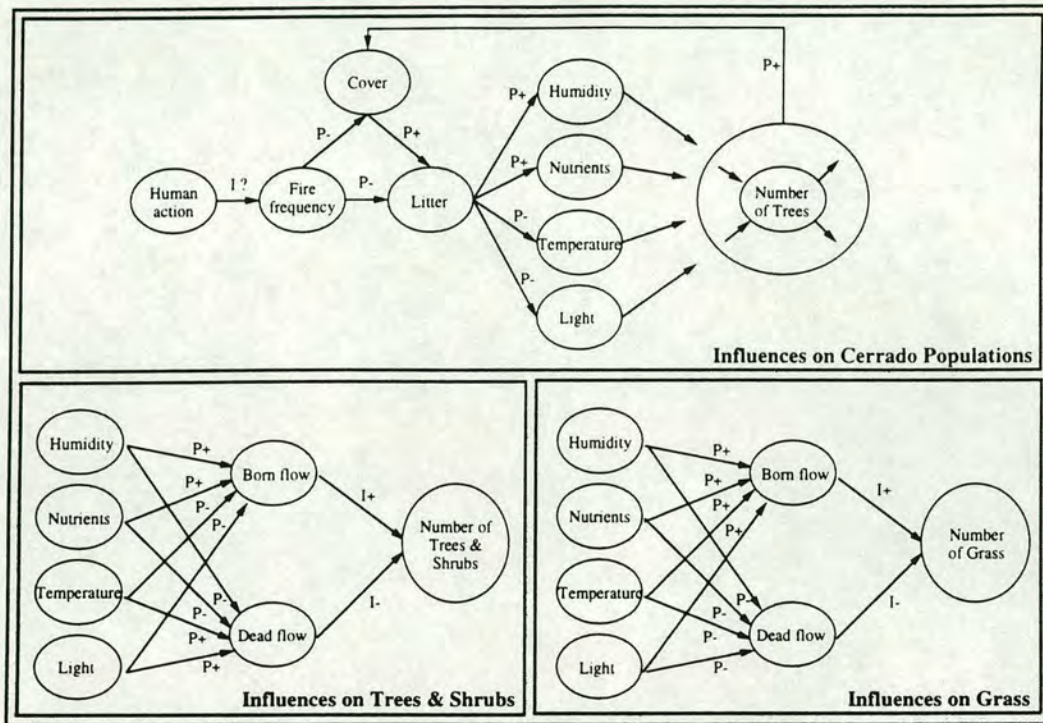 P+
Cover
Humidity
P+
P-
P+
P+
Nutrients
Human
action
I ?
Fire
frequency
P-
Litter
Number
of Trees
P-
Temperature
P-
Light
Influences on Cerrado Populations
Humidity
P+
Born flow
P+
I+
P-
Nutrients
P-
Number of
Trees &
Shrubs
Temperature
P-
P-
I-
P+
Dead flow
Light
P+
Influences on Trees & Shrubs
Humidity
P+
Born flow
P+
I+
P+
Nutrients
P+
Number
of Grass
Temperature
P-
P-
I-
P-
Dead flow
Light
P-
Influences on Grass